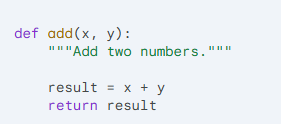 def add(x, y):
    """Add two numbers."""
    result = x + y
    return result